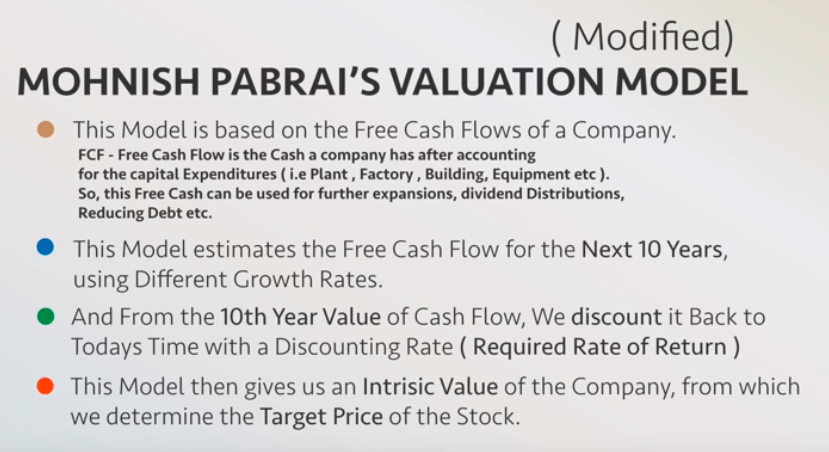 ( Modified)
MOHNISH PABRAI'S VALUATION MODEL
This Model is based on the Free Cash Flows of a Company.
FCF - Free Cash Flow is the Cash a company has after accounting
for the capital Expenditures ( i.e Plant , Factory , Building, Equipment etc ).
So, this Free Cash can be used for further expansions, dividend Distributions,
Reducing Debt etc.
This Model estimates the Free Cash Flow for the Next 10 Years,
using Different Growth Rates.
And From the 10th Year Value of Cash Flow, We discount it Back to
Todays Time with a Discounting Rate ( Required Rate of Return )
This Model then gives us an Intrisic Value of the Company, from which
we determine the Target Price of the Stock.